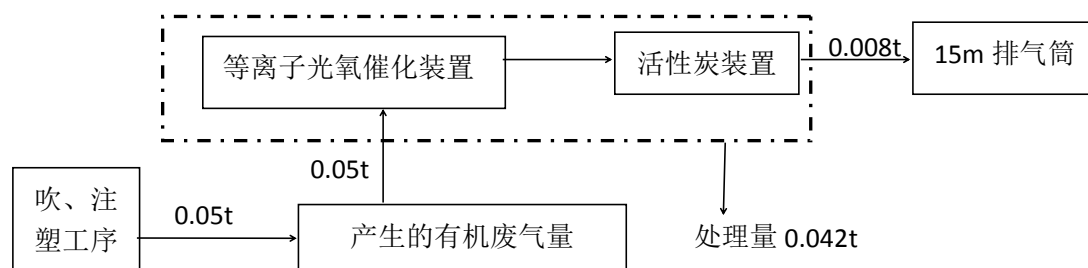 等离子光氧催化装置
活性炭装置
0.008t
15m 排气筒
0.05t
吹、注
塑工序
0.05t
产生的有机废气量
处理量 0.042t